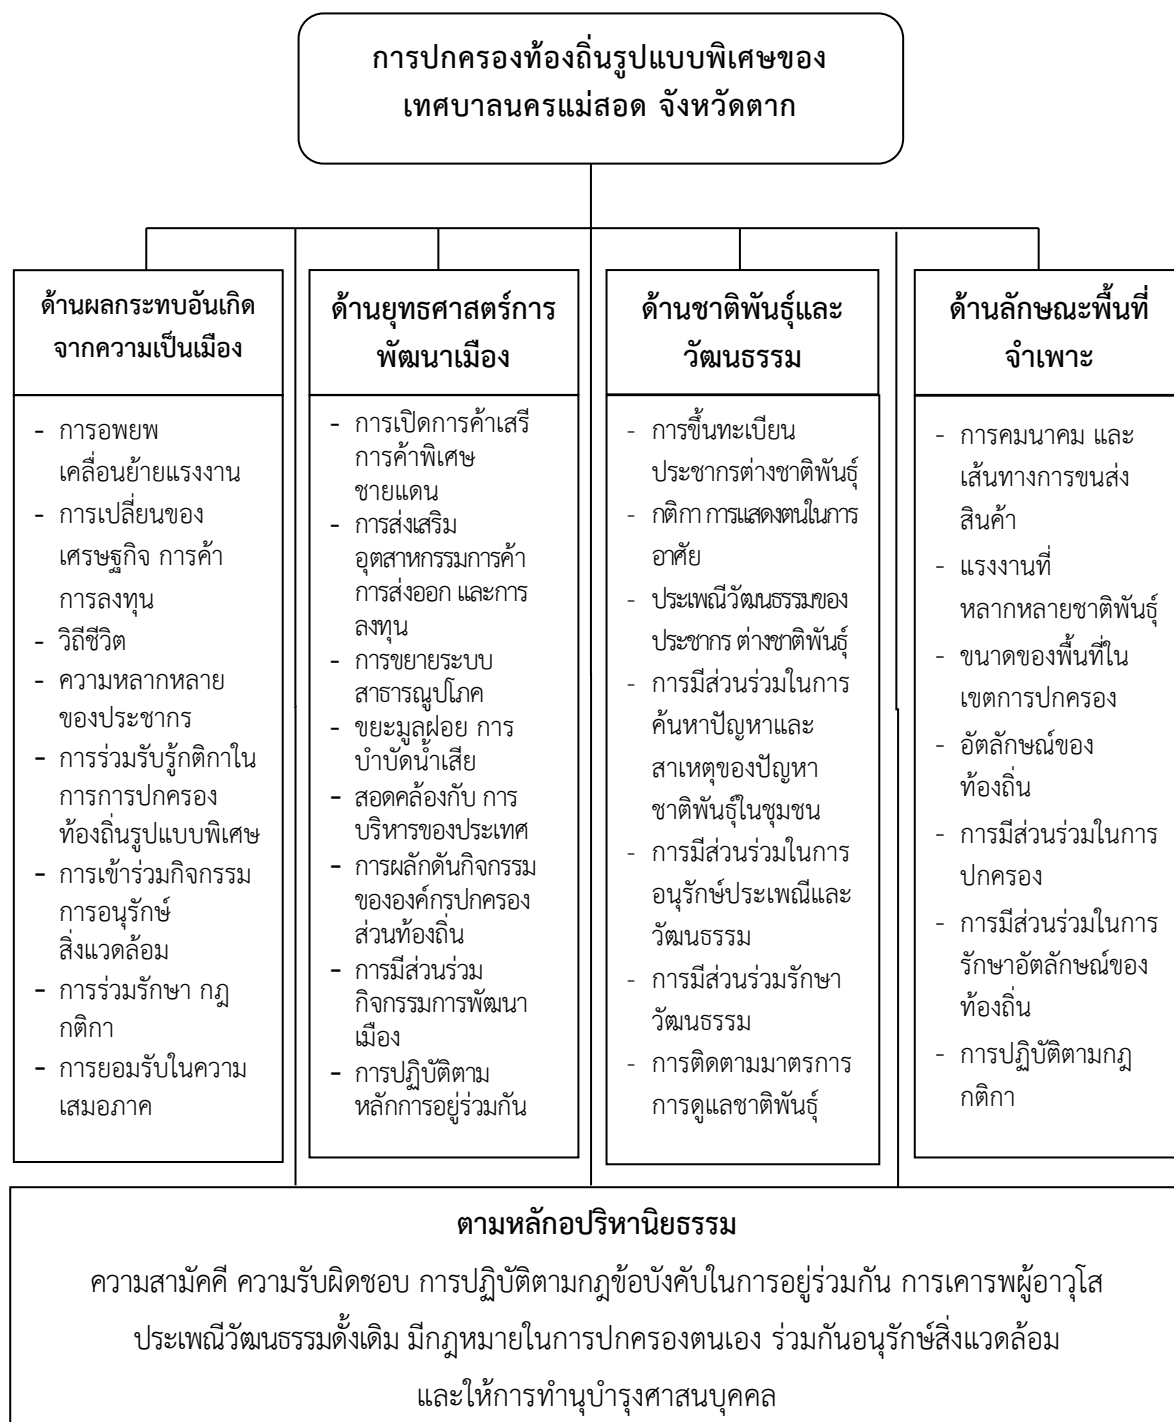 การปกครองท้องถิ่นรูปแบบพิเศษของ
เทศบาลนครแม่สอด จังหวัดตาก
ด้านผลกระทบอันเกิด
จากความเป็นเมือง
- การอพยพ
เคลื่อนย้ายแรงงาน
- การเปลี่ยนของ
เศรษฐกิจ การค้า
การลงทุน
- วิถีชีวิต
- ความหลากหลาย
ของประชากร
- การร่วมรับรู้กติกาใน
การการปกครอง
ท้องถิ่นรูปแบบพิเศษ
- การเข้าร่วมกิจกรรม
การอนุรักษ์
สิ่งแวดล้อม
- การร่วมรักษา กฎ
กติกา
- การยอมรับในความ
เสมอภาค
ด้านยุทธศาสตร์การ
พัฒนาเมือง
- การเปิดการค้าเสรี
การค้าพิเศษ
ชายแดน
- การส่งเสริม
อุตสาหกรรมการค้า
การส่งออก และการ
ลงทุน
- การขยายระบบ
สาธารณูปโภค
- ขยะมูลฝอย การ
บำบัดน้ำเสีย
- สอดคล้องกับ การ
บริหารของประเทศ
- การผลักดันกิจกรรม
ขององค์กรปกครอง
ส่วนท้องถิ่น
- การมีส่วนร่วม
กิจกรรมการพัฒนา
เมือง
- การปฏิบัติตาม
หลักการอยู่ร่วมกัน
ด้านชาติพันธุ์และ
วัฒนธรรม
- การขึ้นทะเบียน
ประชากรต่างชาติพันธุ์
- กติกา การแสดงตนในการ
อาศัย
- ประเพณีวัฒนธรรมของ
ประชากร ต่างชาติพันธุ์
- การมีส่วนร่วมในการ
ค้นหาปัญหาและ
สาเหตุของปัญหา
ชาติพันธุ์ในชุมชน
- การมีส่วนร่วมในการ
อนุรักษ์ประเพณีและ
วัฒนธรรม
- การมีส่วนร่วมรักษา
วัฒนธรรม
- การติดตามมาตรการ
การดูแลชาติพันธุ์
ด้านลักษณะพื้นที่
จำเพาะ
- การคมนาคม และ
เส้นทางการขนส่ง
สินค้า
- แรงงานที่
หลากหลายชาติพันธุ์
- ขนาดของพื้นที่ใน
เขตการปกครอง
- อัตลักษณ์ของ
ท้องถิ่น
- การมีส่วนร่วมในการ
ปกครอง
- การมีส่วนร่วมในการ
รักษาอัตลักษณ์ของ
ท้องถิ่น
- การปฏิบัติตามกฎ
กติกา
ตามหลักอปริหานิยธรรม
ความสามัคคี ความรับผิดชอบ การปฏิบัติตามกฎข้อบังคับในการอยู่ร่วมกัน การเคารพผู้อาวุโส
ประเพณีวัฒนธรรมดั้งเดิม มีกฎหมายในการปกครองตนเอง ร่วมกันอนุรักษ์สิ่งแวดล้อม
และให้การทำนุบำรุงศาสนบุคคล